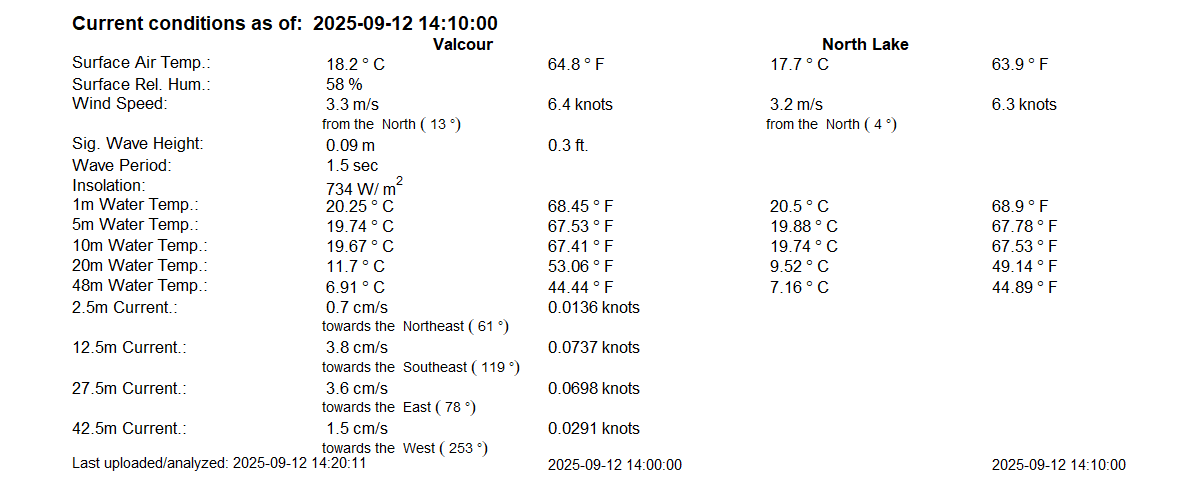 Current conditions as of:  2025-09-12 14:10:00
Valcour North Lake
Surface Air Temp.: 18.2 ° C 64.8 ° F 17.7 ° C 63.9 ° F
Surface Rel. Hum.: 58 %
Wind Speed: 3.3 m/s 6.4 knots 3.2 m/s 6.3 knots
from the  North ( 13 °) from the  North ( 4 °)
Sig. Wave Height: 0.09 m 0.3 ft.
Wave Period: 1.5 sec
Insolation: 734 W/ m²
1m Water Temp.: 20.25 ° C 68.45 ° F 20.5 ° C 68.9 ° F
5m Water Temp.: 19.74 ° C 67.53 ° F 19.88 ° C 67.78 ° F
10m Water Temp.: 19.67 ° C 67.41 ° F 19.74 ° C 67.53 ° F
20m Water Temp.: 11.7 ° C 53.06 ° F 9.52 ° C 49.14 ° F
48m Water Temp.: 6.91 ° C 44.44 ° F 7.16 ° C 44.89 ° F
2.5m Current.: 0.7 cm/s 0.0136 knots
towards the  Northeast ( 61 °)
12.5m Current.: 3.8 cm/s 0.0737 knots
towards the  Southeast ( 119 °)
27.5m Current.: 3.6 cm/s 0.0698 knots
towards the  East ( 78 °)
42.5m Current.: 1.5 cm/s 0.0291 knots
towards the  West ( 253 °)
Last uploaded/analyzed: 2025-09-12 14:20:11 2025-09-12 14:00:00 2025-09-12 14:10:00